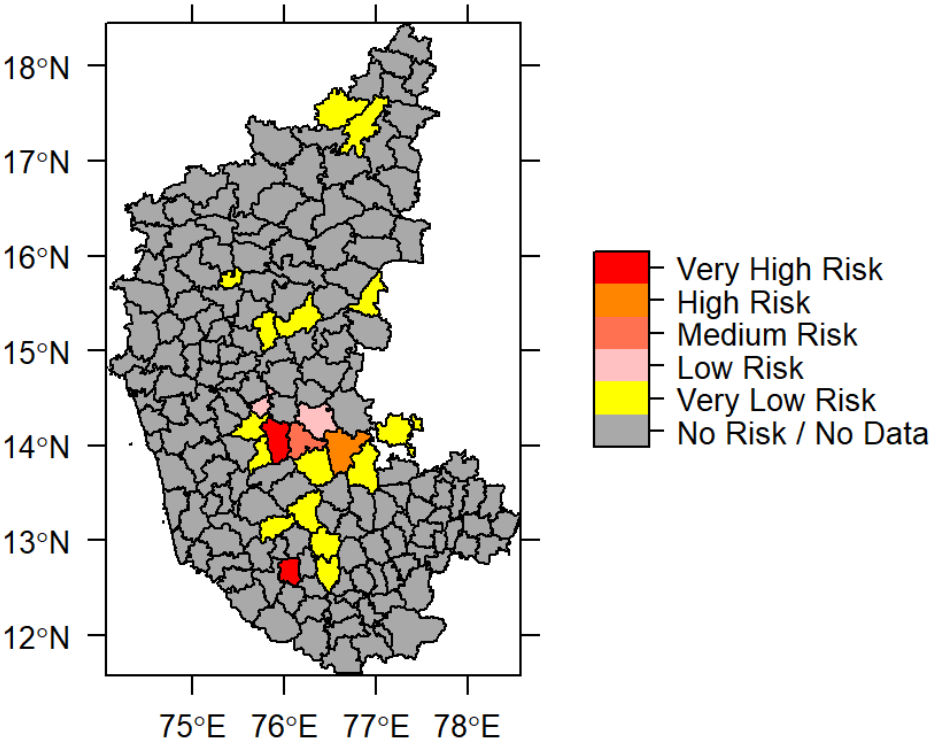 18°N
17°N
16°N
15°N
14°N
13°N
12°N
75°E 76°E 77°E 78°E
Very High Risk
High Risk
Medium Risk
Low Risk
Very Low Risk
No Risk / No Data